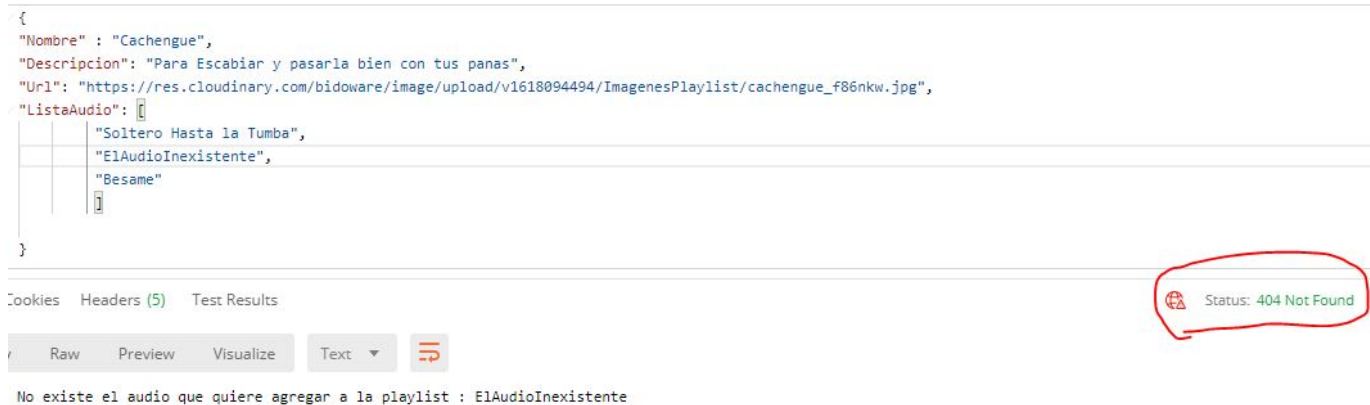 {
"Nombre" : "Cachengue",
"Descripcion": "Para Escabiar y pasarla bien con tus panas",
"Url": "https://res.cloudinary.com/bidoware/image/upload/v1618094494/ImagenesPlaylist/cachengue_f86nkw.jpg",
"ListaAudio": [
"Soltero Hasta la Tumba",
"ElAudioInexistente",
"Besame"
]
}
Cookies Headers (5) Test Results Status: 404 Not Found
Raw Preview Visualize Text
No existe el audio que quiere agregar a la playlist : ElAudioInexistente